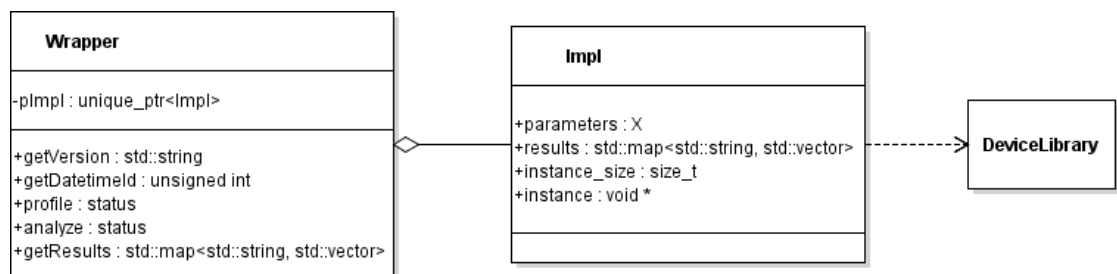 Wrapper
-pImpl : unique_ptr<Impl>
+getVersion : std::string
+getDatetimeId : unsigned int
+profile : status
+analyze : status
+getResults : std::map<std::string, std::vector>
Impl
+parameters : X
+results : std::map<std::string, std::vector>
+instance_size : size_t
+instance : void *
DeviceLibrary